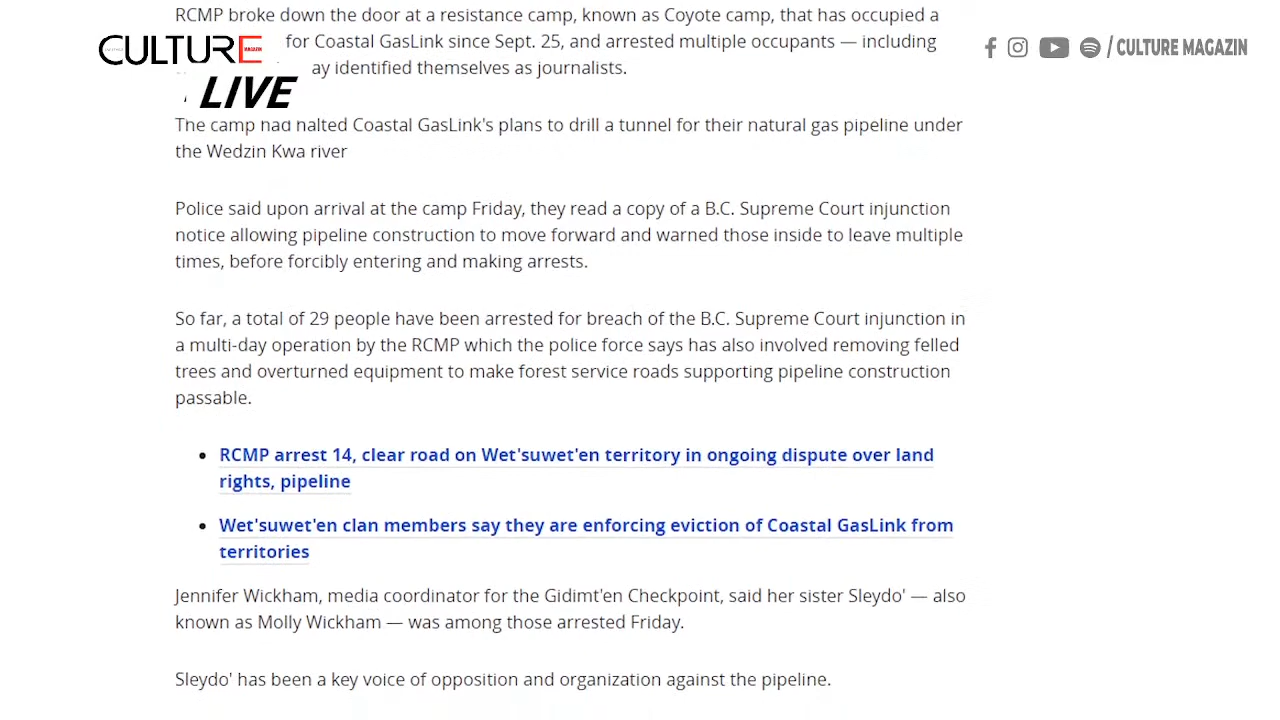 RCMP broke down the door at a resistance camp, known as Coyote camp, that has occupied a
CULTURE
MAGAZIN
for Coastal GasLink since Sept. 25, and arrested multiple occupants — including
/ CULTURE MAGAZIN
ay identified themselves as journalists.
LIVE
The camp had halted Coastal GasLink's plans to drill a tunnel for their natural gas pipeline under
the Wedzin Kwa river
Police said upon arrival at the camp Friday, they read a copy of a B.C. Supreme Court injunction
notice allowing pipeline construction to move forward and warned those inside to leave multiple
times, before forcibly entering and making arrests.
So far, a total of 29 people have been arrested for breach of the B.C. Supreme Court injunction in
a multi-day operation by the RCMP which the police force says has also involved removing felled
trees and overturned equipment to make forest service roads supporting pipeline construction
passable.
• RCMP arrest 14, clear road on Wet'suwet'en territory in ongoing dispute over land
rights, pipeline
• Wet'suwet'en clan members say they are enforcing eviction of Coastal GasLink from
territories
Jennifer Wickham, media coordinator for the Gidimt'en Checkpoint, said her sister Sleydo' — also
known as Molly Wickham — was among those arrested Friday.
Sleydo' has been a key voice of opposition and organization against the pipeline.